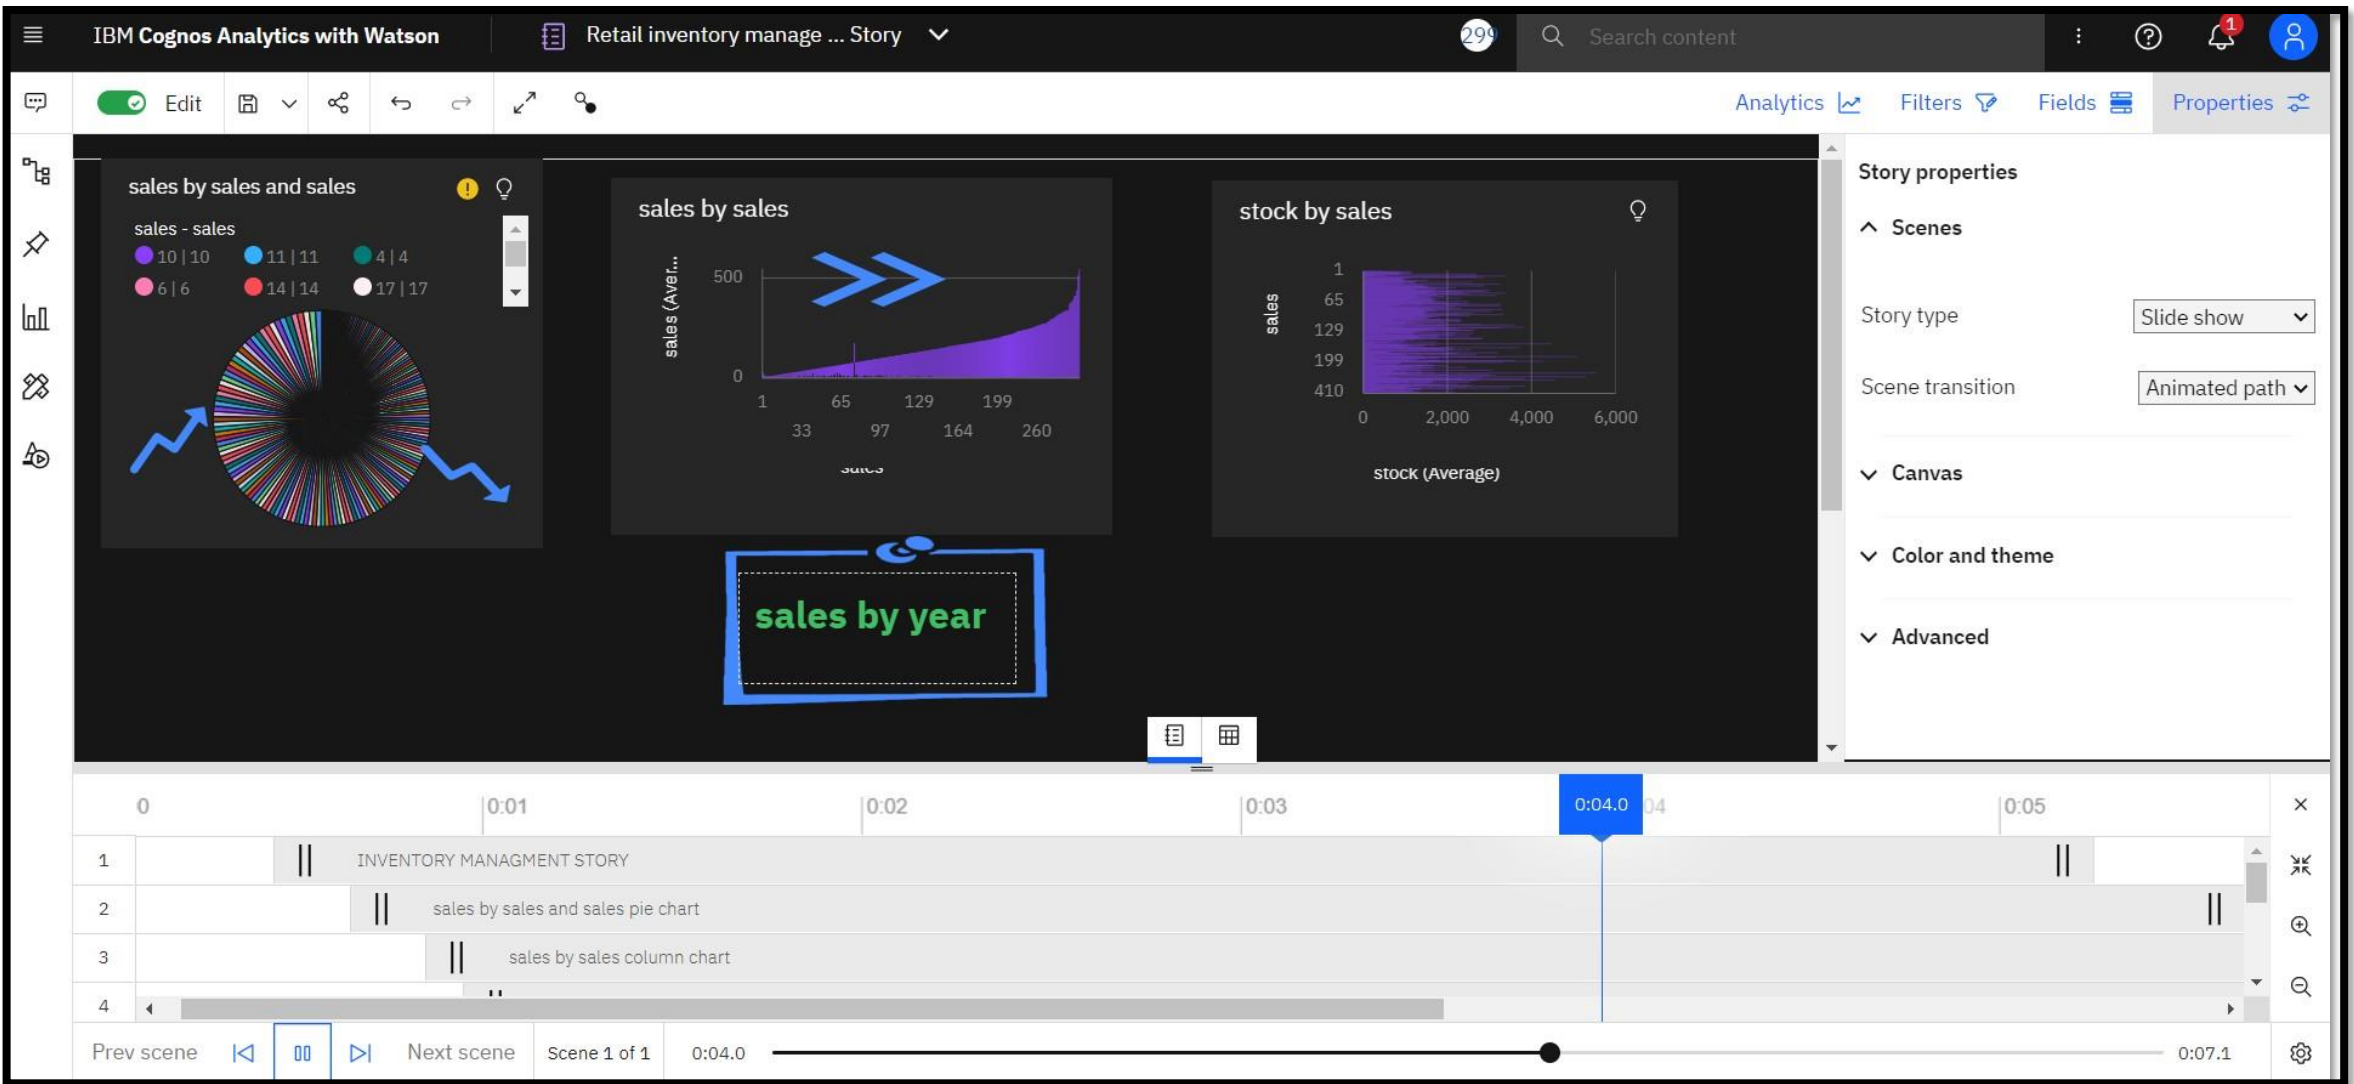 IBM Cognos Analytics with Watson
Retail inventory manage ... Story
299
Search content
1
Edit
Analytics
Filters
Fields
Properties
sales by sales and sales
sales - sales
10 | 10
11 | 11
4 | 4
6 | 6
14 | 14
17 | 17
sales by sales
sales (Aver...
500
0
1
65
129
199
33
97
164
260
sales
stock by sales
sales
1
65
129
199
410
0
2,000
4,000
6,000
stock (Average)
sales by year
Story properties
Scenes
Story type
Slide show
Scene transition
Animated path
Canvas
Color and theme
Advanced
0
0:01
0:02
0:03
0:04.0
04
0:05
1
INVENTORY MANAGMENT STORY
2
sales by sales and sales pie chart
3
sales by sales column chart
4
Prev scene
Next scene
Scene 1 of 1
0:04.0
0:07.1